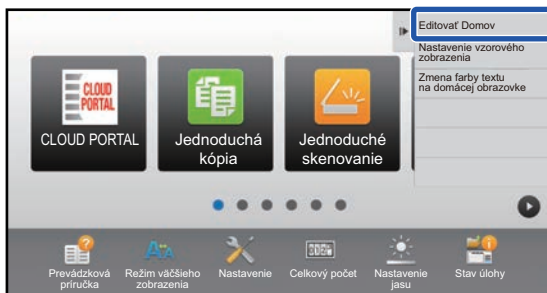 Editovať Domov
Nastavenie vzorového
zobrazenia
Zmena farby textu
na domácej obrazovke
CLOUD
PORTAL
CLOUD PORTAL
Jednoduchá
kópia
Jednoduché
skenovanie
Prevádzková
príručka
Režim väčšieho
zobrazenia
Nastavenie
Celkový počet
Nastavenie
jasu
Stav úlohy